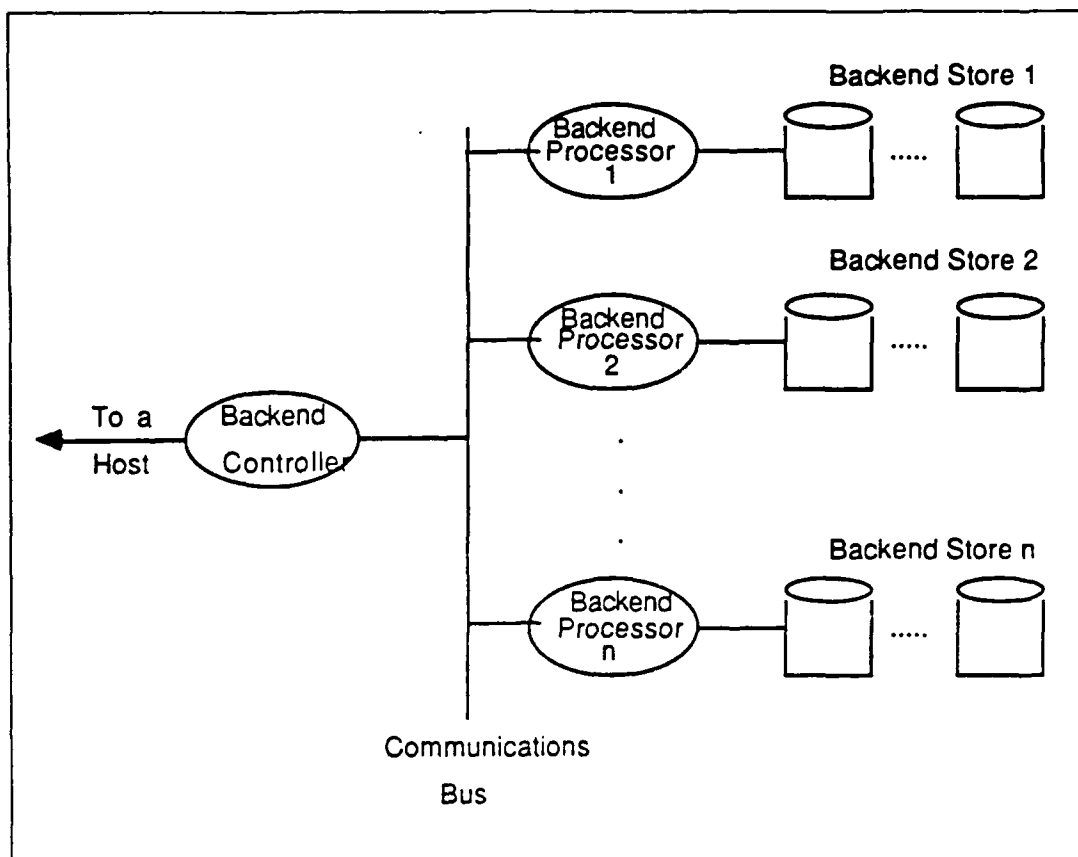 Backend Store 1
Backend
Processor
1
.....
Backend Store 2
Backend
Processor
2
.....
To a
Host
Backend
Controller
Backend Store n
Backend
Processor
n
.....
Communications
Bus